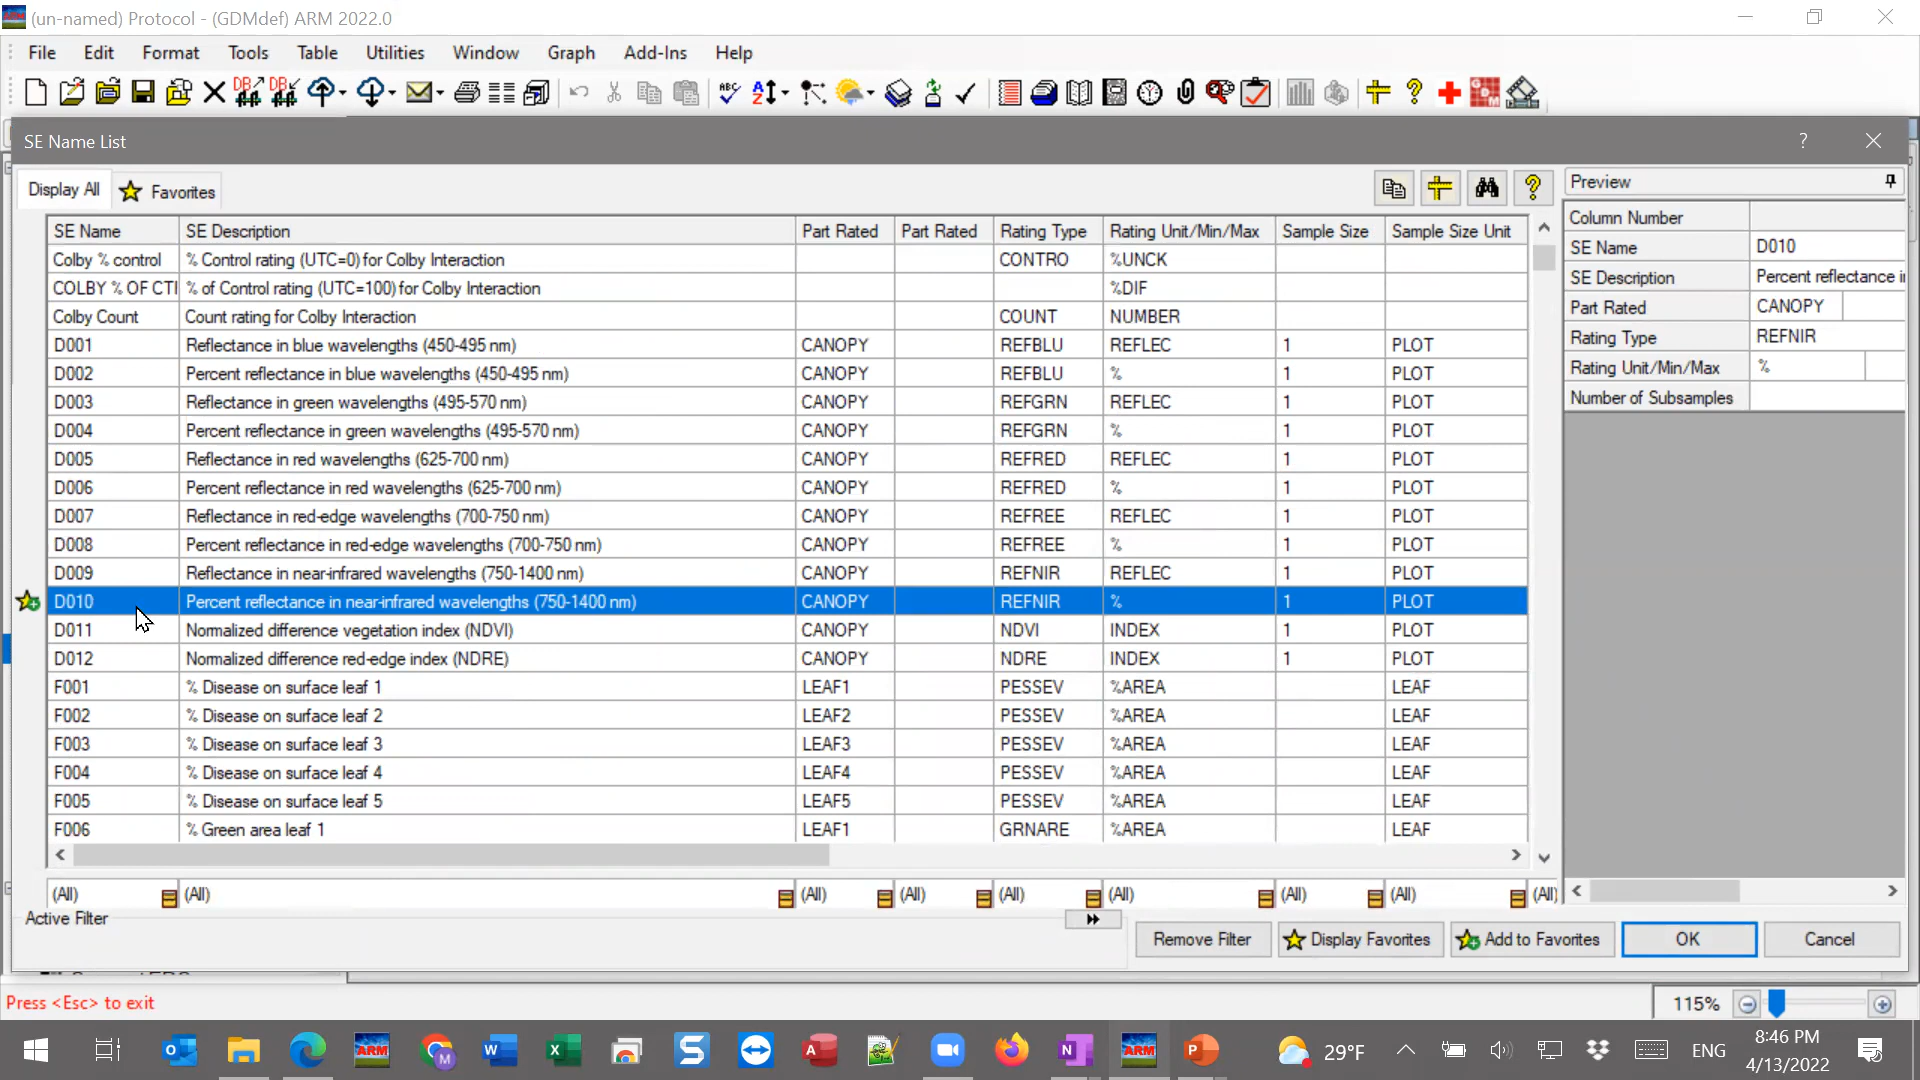 (un-named) Protocol - (GDMdef) ARM 2022.0
File Edit Format Tools Table Utilities Window Graph Add-Ins Help
SE Name List
Display All Favorites
Preview
SE Name SE Description Part Rated Part Rated Rating Type Rating Unit/Min/Max Sample Size Sample Size Unit
Colby % control % Control rating (UTC=0) for Colby Interaction CONTRO %UNCK
COLBY % OF CTI % of Control rating (UTC=100) for Colby Interaction %DIF
Colby Count Count rating for Colby Interaction COUNT NUMBER
D001 Reflectance in blue wavelengths (450-495 nm) CANOPY REFBLU REFLEC 1 PLOT
D002 Percent reflectance in blue wavelengths (450-495 nm) CANOPY REFBLU % 1 PLOT
D003 Reflectance in green wavelengths (495-570 nm) CANOPY REFGRN REFLEC 1 PLOT
D004 Percent reflectance in green wavelengths (495-570 nm) CANOPY REFGRN % 1 PLOT
D005 Reflectance in red wavelengths (625-700 nm) CANOPY REFRED REFLEC 1 PLOT
D006 Percent reflectance in red wavelengths (625-700 nm) CANOPY REFRED % 1 PLOT
D007 Reflectance in red-edge wavelengths (700-750 nm) CANOPY REFREE REFLEC 1 PLOT
D008 Percent reflectance in red-edge wavelengths (700-750 nm) CANOPY REFREE % 1 PLOT
D009 Reflectance in near-infrared wavelengths (750-1400 nm) CANOPY REFNIR REFLEC 1 PLOT
D010 Percent reflectance in near-infrared wavelengths (750-1400 nm) CANOPY REFNIR % 1 PLOT
D011 Normalized difference vegetation index (NDVI) CANOPY NDVI INDEX 1 PLOT
D012 Normalized difference red-edge index (NDRE) CANOPY NDRE INDEX 1 PLOT
F001 % Disease on surface leaf 1 LEAF1 PESSEV %AREA LEAF
F002 % Disease on surface leaf 2 LEAF2 PESSEV %AREA LEAF
F003 % Disease on surface leaf 3 LEAF3 PESSEV %AREA LEAF
F004 % Disease on surface leaf 4 LEAF4 PESSEV %AREA LEAF
F005 % Disease on surface leaf 5 LEAF5 PESSEV %AREA LEAF
F006 % Green area leaf 1 LEAF1 GRNARE %AREA LEAF
Column Number
SE Name D010
SE Description Percent reflectance i
Part Rated CANOPY
Rating Type REFNIR
Rating Unit/Min/Max %
Number of Subsamples
(All) (All) (All) (All) (All) (All) (All) (All) (All
Active Filter
Remove Filter Display Favorites Add to Favorites OK Cancel
Press <Esc> to exit
115%
29°F ENG 8:46 PM
4/13/2022